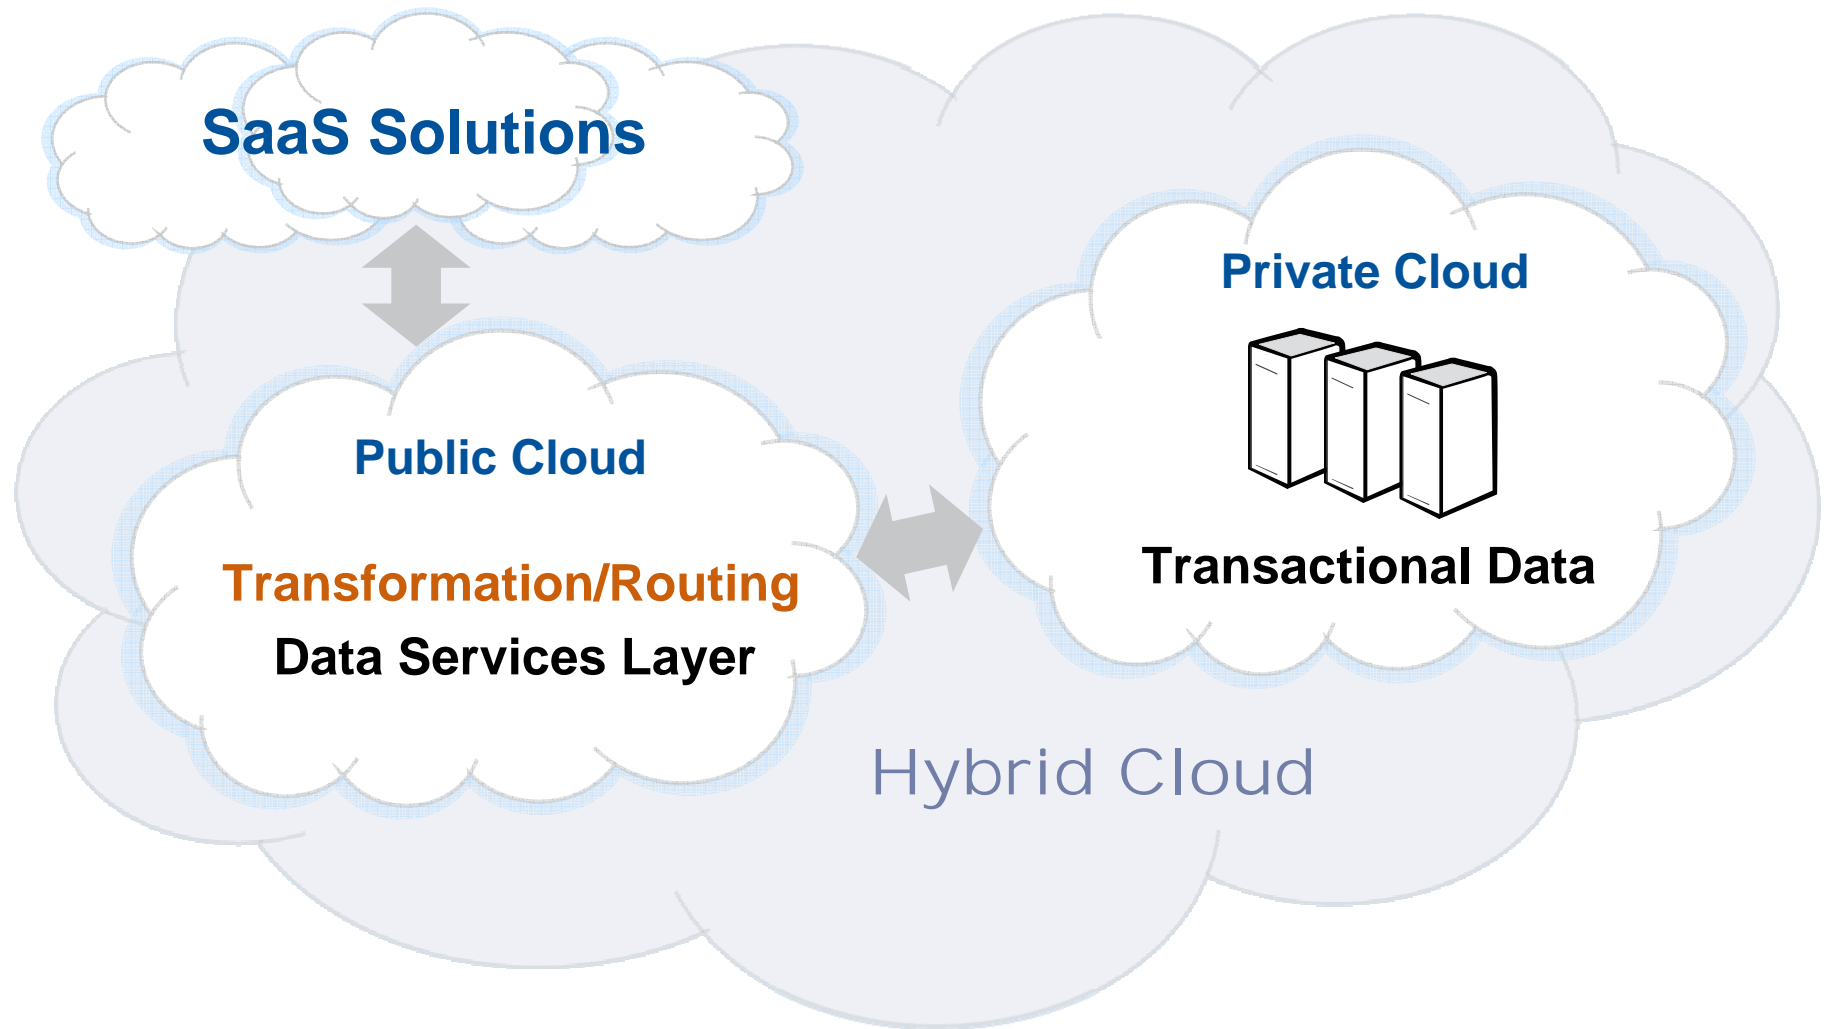 SaaS Solutions
Private Cloud
Transactional Data
Public Cloud
Transformation/Routing
Data Services Layer
Hybrid Cloud